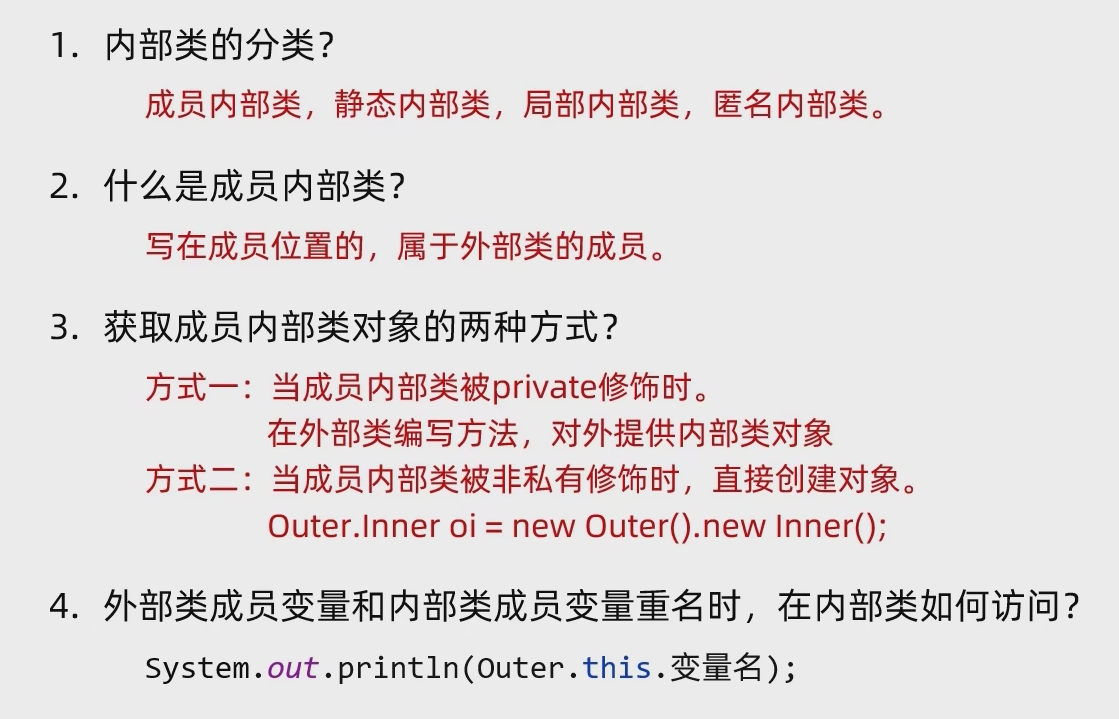 1. 内部类的分类？
成员内部类，静态内部类，局部内部类，匿名内部类。
2. 什么是成员内部类？
写在成员位置的，属于外部类的成员。
3. 获取成员内部类对象的两种方式？
方式一：当成员内部类被private修饰时。
在外部类编写方法，对外提供内部类对象
方式二：当成员内部类被非私有修饰时，直接创建对象。
Outer.Inner oi = new Outer().new Inner();
4. 外部类成员变量和内部类成员变量重名时，在内部类如何访问？
System.out.println(Outer.this.变量名);